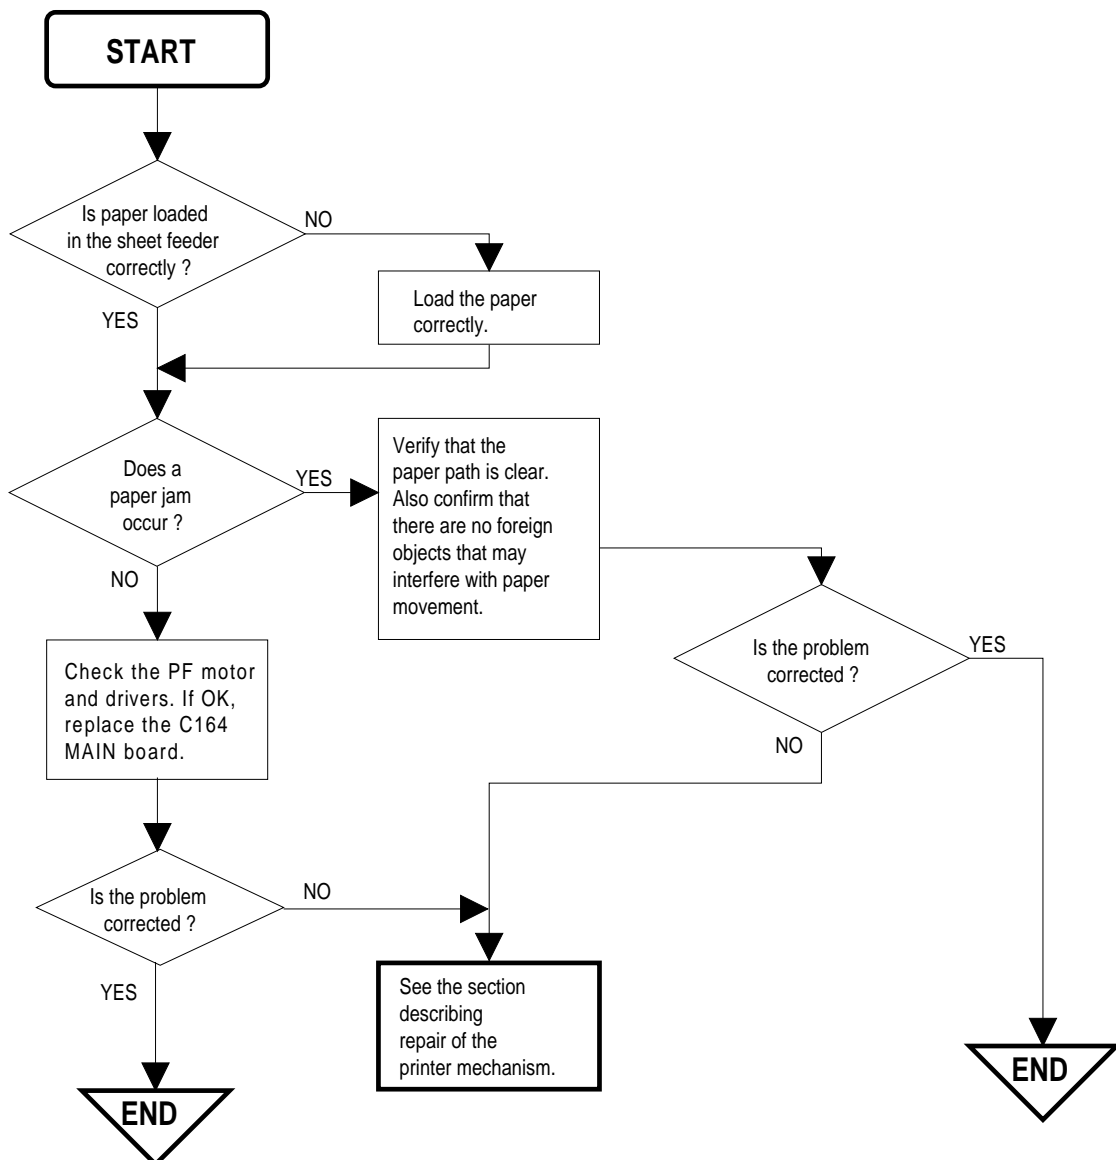 START
Is paper loaded
in the sheet feeder
correctly ?
NO
Load the paper
correctly.
YES
Does a
paper jam
occur ?
YES
Verify that the
paper path is clear.
Also confirm that
there are no foreign
objects that may
interfere with paper
movement.
NO
Is the problem
corrected ?
YES
NO
Check the PF motor
and drivers. If OK,
replace the C164
MAIN board.
Is the problem
corrected ?
NO
YES
See the section
describing
repair of the
printer mechanism.
END
END